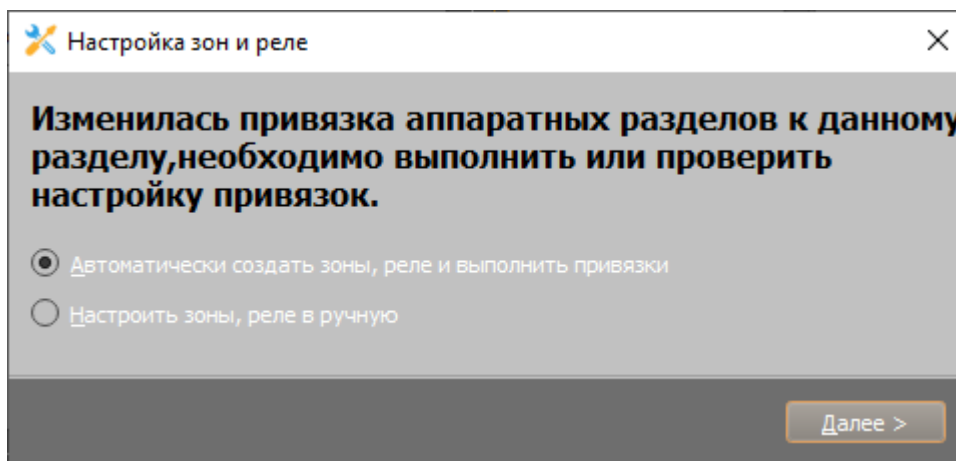 Настройка зон и реле
Изменилась привязка аппаратных разделов к данному
разделу,необходимо выполнить или проверить
настройку привязок.
Автоматически создать зоны, реле и выполнить привязки
Настроить зоны, реле в ручную
Далее >